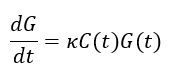 dG/dt = κC(t)G(t)